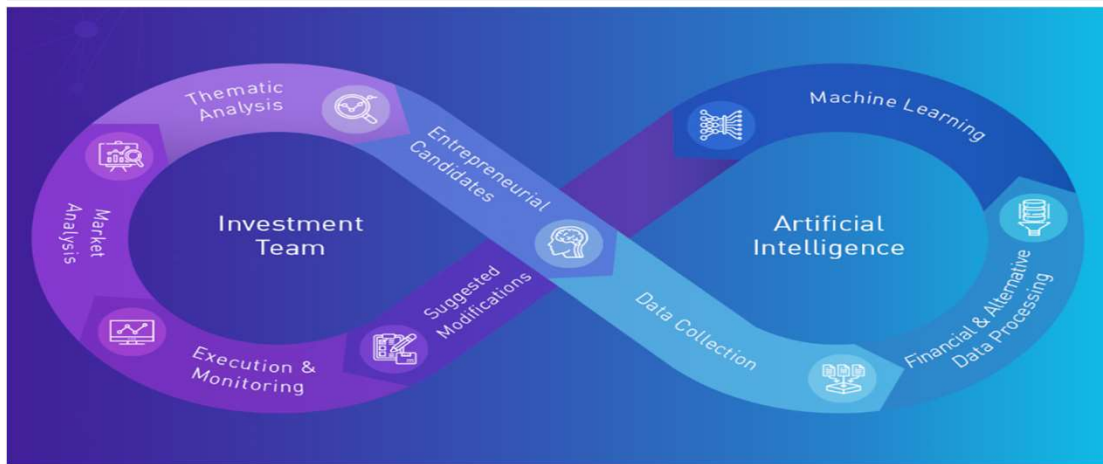 Thematic
Analysis
Entrepreneurial
Candidates
Machine Learning
Market
Analysis
Investment
Team
Artificial
Intelligence
Suggested
Modifications
Data Collection
Financial & Alternative
Data Processing
Execution &
Monitoring